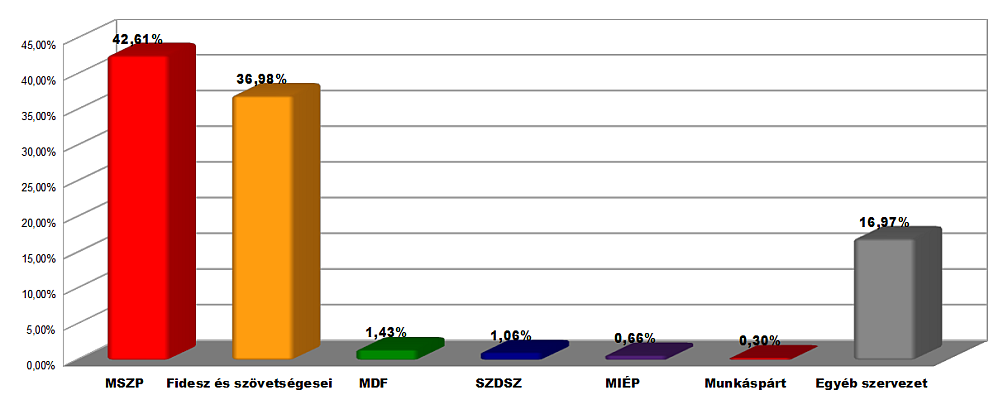 45,00%
40,00%
35,00%
30,00%
25,00%
20,00%
15,00%
10,00%
5,00%
0,00%
42,61%
36,98%
1,43%
1,06%
0,66%
0,30%
16,97%
MSZP
Fidesz és szövetségesei
MDF
SZDSZ
MIÉP
Munkáspárt
Egyéb szervezet